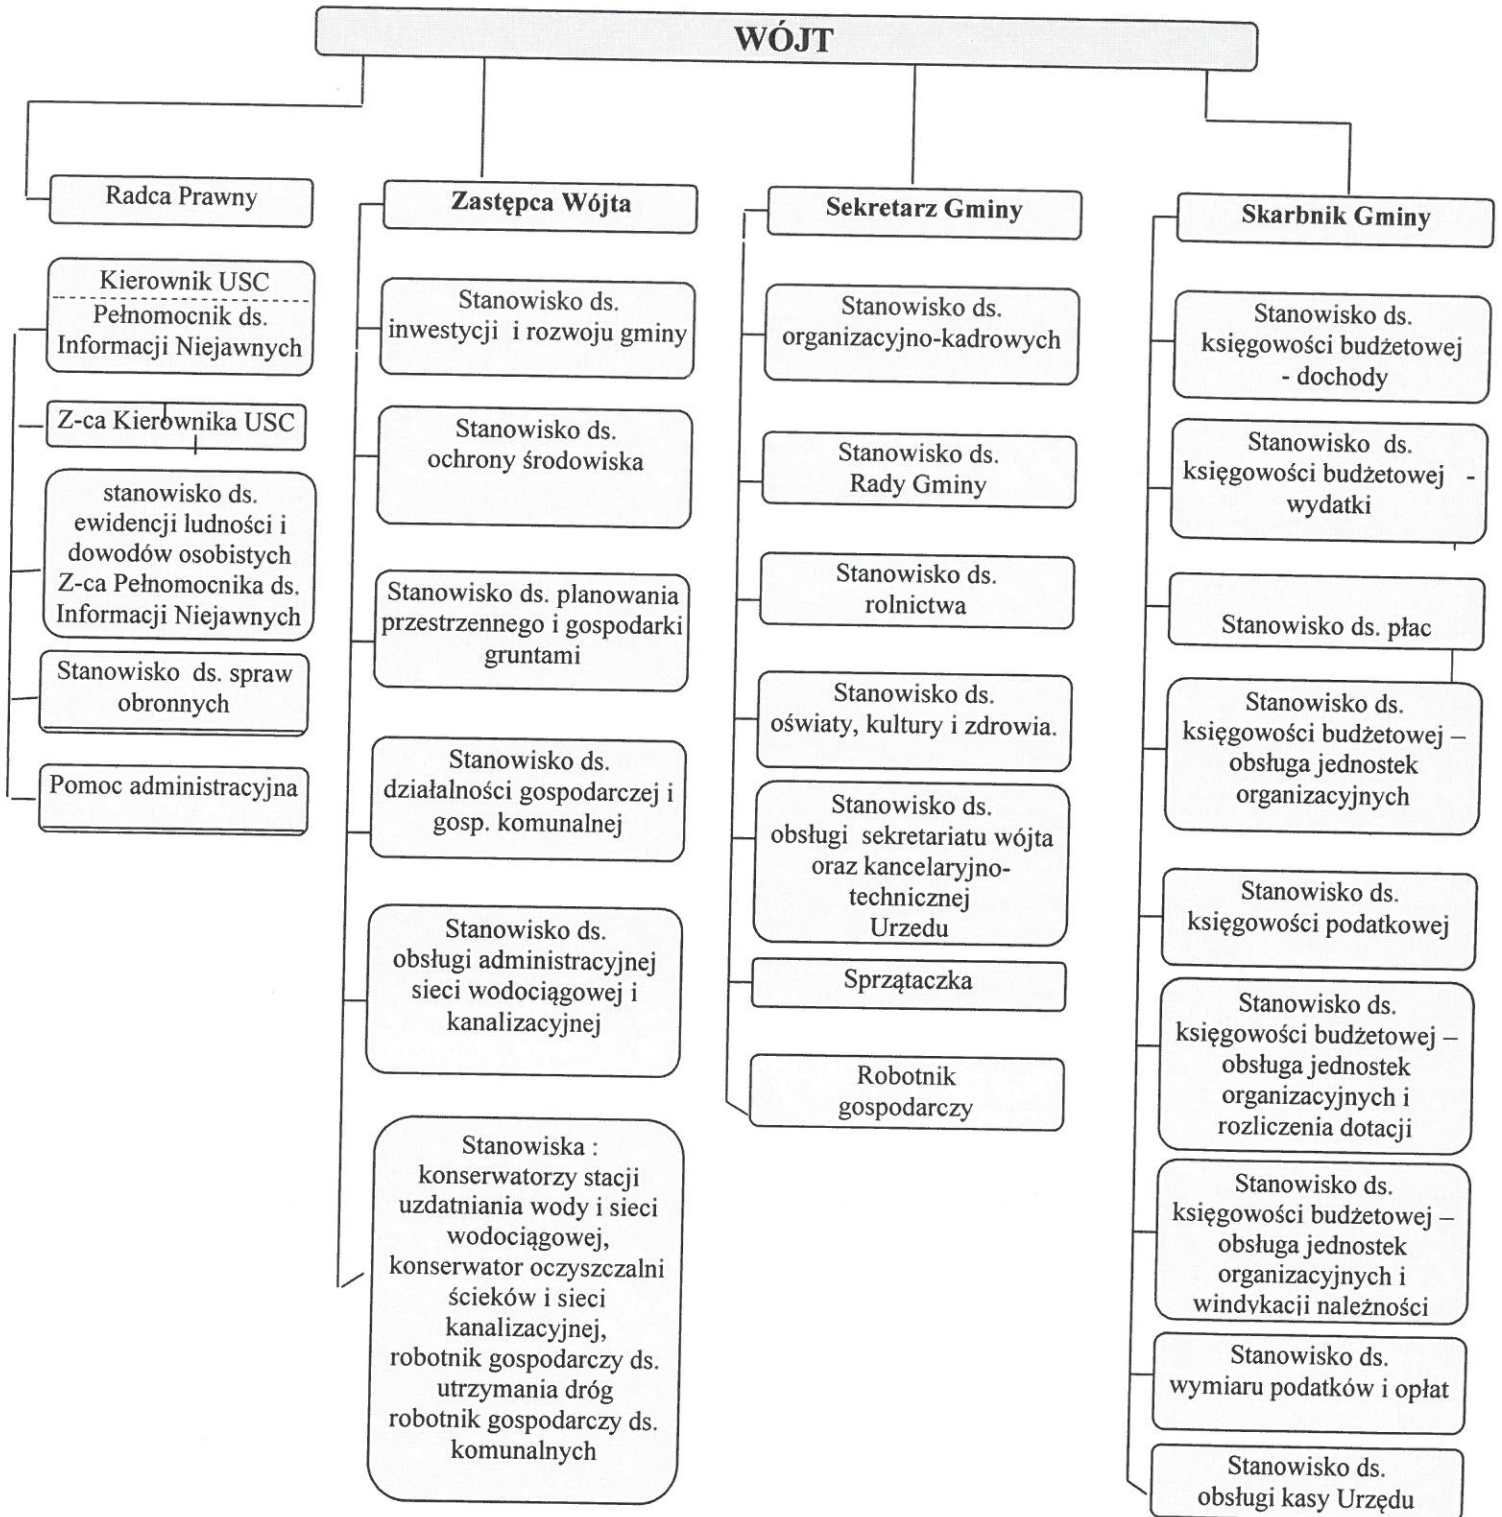 WÓJT
Radca Prawny
Kierownik USC
Pełnomocnik ds.
Informacji Niejawnych
Z-ca Kierownika USC
stanowisko ds.
ewidencji ludności i
dowodów osobistych
Z-ca Pełnomocnika ds.
Informacji Niejawnych
Stanowisko ds. spraw
obronnych
Pomoc administracyjna
Zastępca Wójta
Stanowisko ds.
inwestycji i rozwoju gminy
Stanowisko ds.
ochrony środowiska
Stanowisko ds. planowania
przestrzennego i gospodarki
gruntami
Stanowisko ds.
działalności gospodarczej i
gosp. komunalnej
Stanowisko ds.
obsługi administracyjnej
sieci wodociągowej i
kanalizacyjnej
Stanowiska :
konserwatorzy stacji
uzdatniania wody i sieci
wodociągowej,
konserwator oczyszczalni
ścieków i sieci
kanalizacyjnej,
robotnik gospodarczy ds.
utrzymania dróg
robotnik gospodarczy ds.
komunalnych
Sekretarz Gminy
Stanowisko ds.
organizacyjno-kadrowych
Stanowisko ds.
Rady Gminy
Stanowisko ds.
rolnictwa
Stanowisko ds.
oświaty, kultury i zdrowia.
Stanowisko ds.
obsługi sekretariatu wójta
oraz kancelaryjno-
technicznej
Urzedu
Sprzątaczka
Robotnik
gospodarczy
Skarbnik Gminy
Stanowisko ds.
księgowości budżetowej
- dochody
Stanowisko ds.
księgowości budżetowej -
wydatki
Stanowisko ds. płac
Stanowisko ds.
księgowości budżetowej –
obsługa jednostek
organizacyjnych
Stanowisko ds.
księgowości podatkowej
Stanowisko ds.
księgowości budżetowej –
obsługa jednostek
organizacyjnych i
rozliczenia dotacji
Stanowisko ds.
księgowości budżetowej –
obsługa jednostek
organizacyjnych i
windykacji należności
Stanowisko ds.
wymiaru podatków i opłat
Stanowisko ds.
obsługi kasy Urzędu